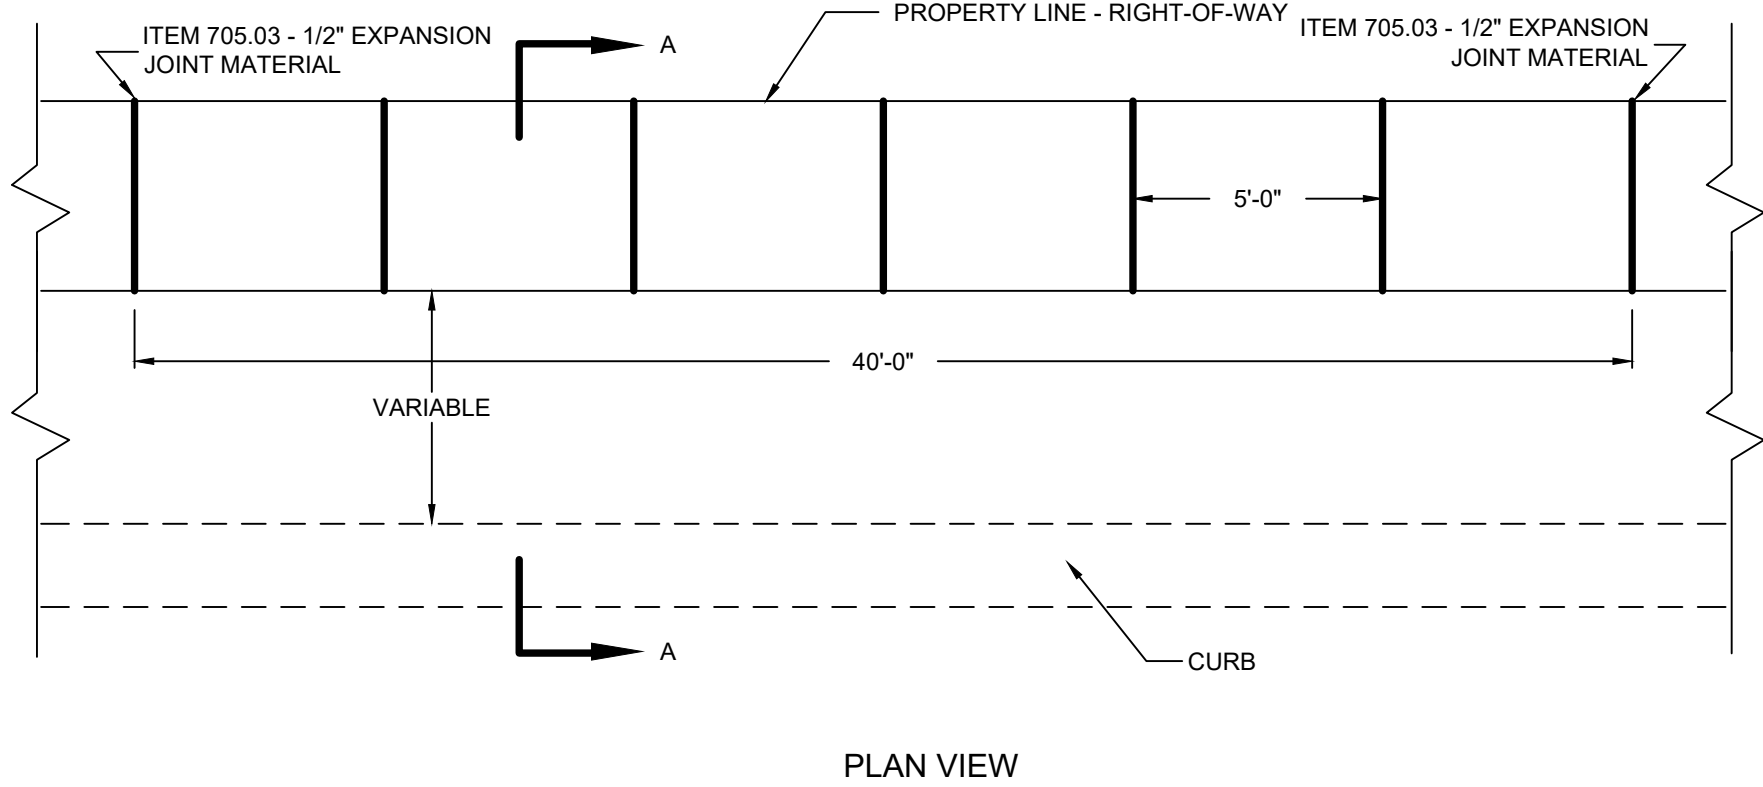 PROPERTY LINE - RIGHT-OF-WAY
ITEM 705.03 - 1/2" EXPANSION
JOINT MATERIAL
A
ITEM 705.03 - 1/2" EXPANSION
JOINT MATERIAL
5'-0"
40'-0"
VARIABLE
A
CURB
PLAN VIEW